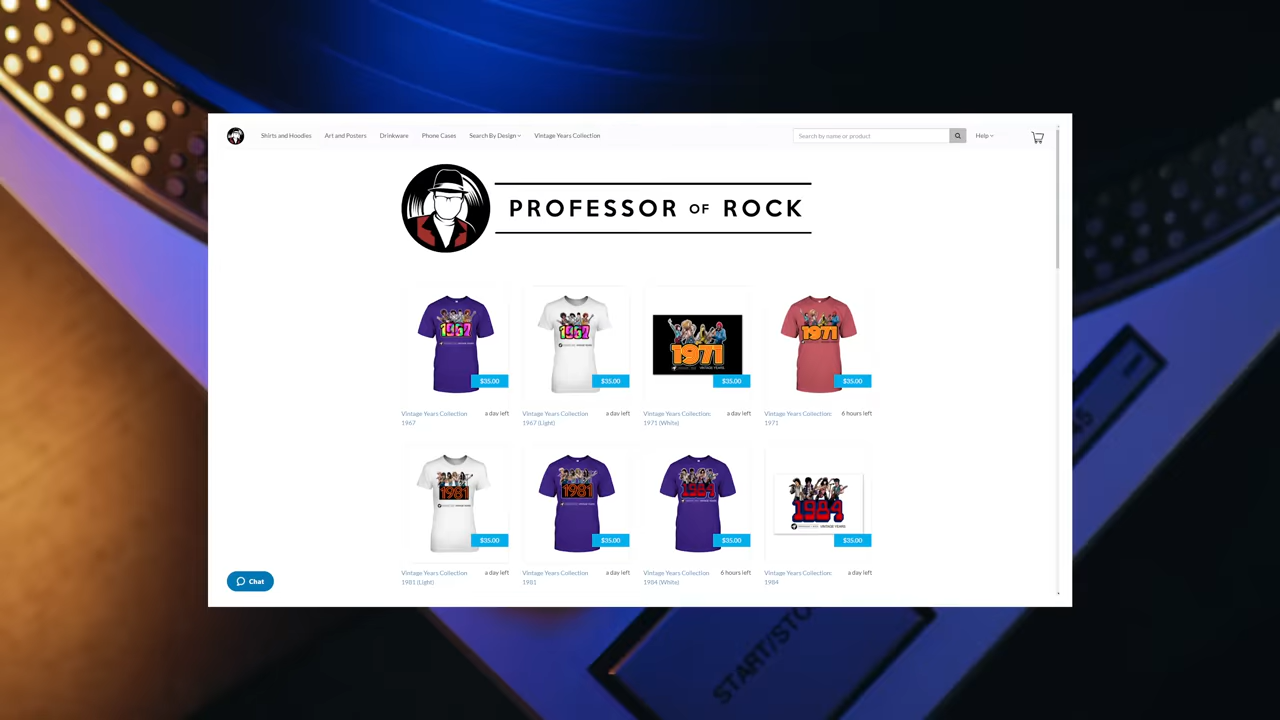 Shirts and Hoodies Art and Posters Drinkware Phone Cases Search By Design Vintage Years Collection Search by name or product Help
PROFESSOR OF ROCK
1967 1967 1971 1971
$35.00 $35.00 $35.00 $35.00
Vintage Years Collection a day left Vintage Years Cullection a day left Vintage Years Collection: a day left Vintage Years Collection: 6 hours left
1967 1967 (Light) 1971 (White) 1971
1981 1981 1984 1984
VINTAGE YEARS
$35.00 $35.00 $35.00 $35.00
Vintage Years Collection a day left Vintage Years Collection a day left Vintage Years Collection 6 hours left Vintage Years Collection: a day left
1981 (Light) 1981 1984 (White) 1984
Chat
START/STO